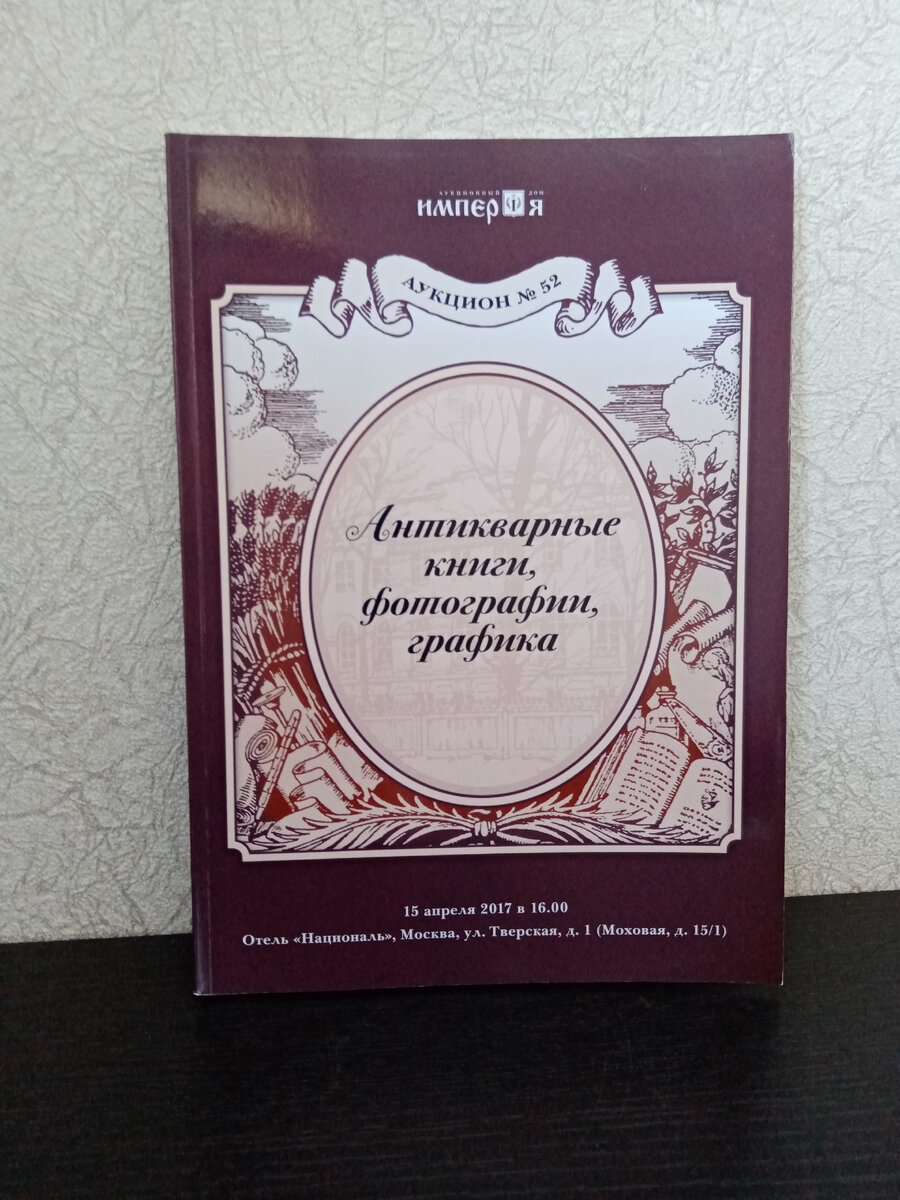 АУКЦИОННЫЙ ДОМ
ИМПЕРIЯ
АУКЦИОН № 52
Антикварные
книги,
фотографии,
графика
15 апреля 2017 в 16.00
Отель «Националь», Москва, ул. Тверская, д. 1 (Моховая, д. 15/1)